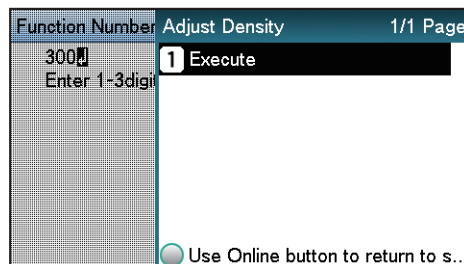 Function Number
300
Enter 1-3digi
Adjust Density 1/1 Page
1 Execute
Use Online button to return to s..